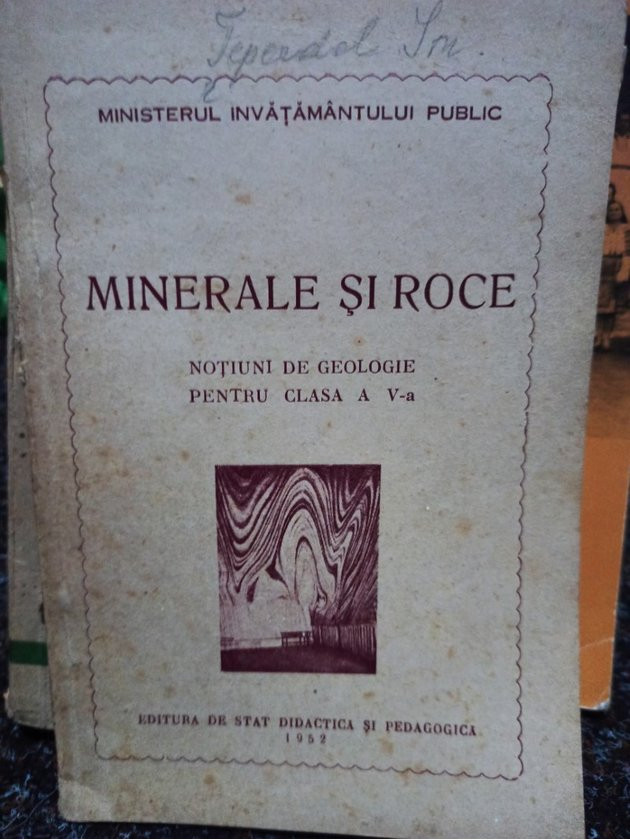 MINISTERUL INVĂȚĂMÂNTULUI PUBLIC
MINERALE ȘI ROCE
NOȚIUNI DE GEOLOGIE
PENTRU CLASA A V-a
EDITURA DE STAT DIDACTICA ȘI PEDAGOGICA
1952